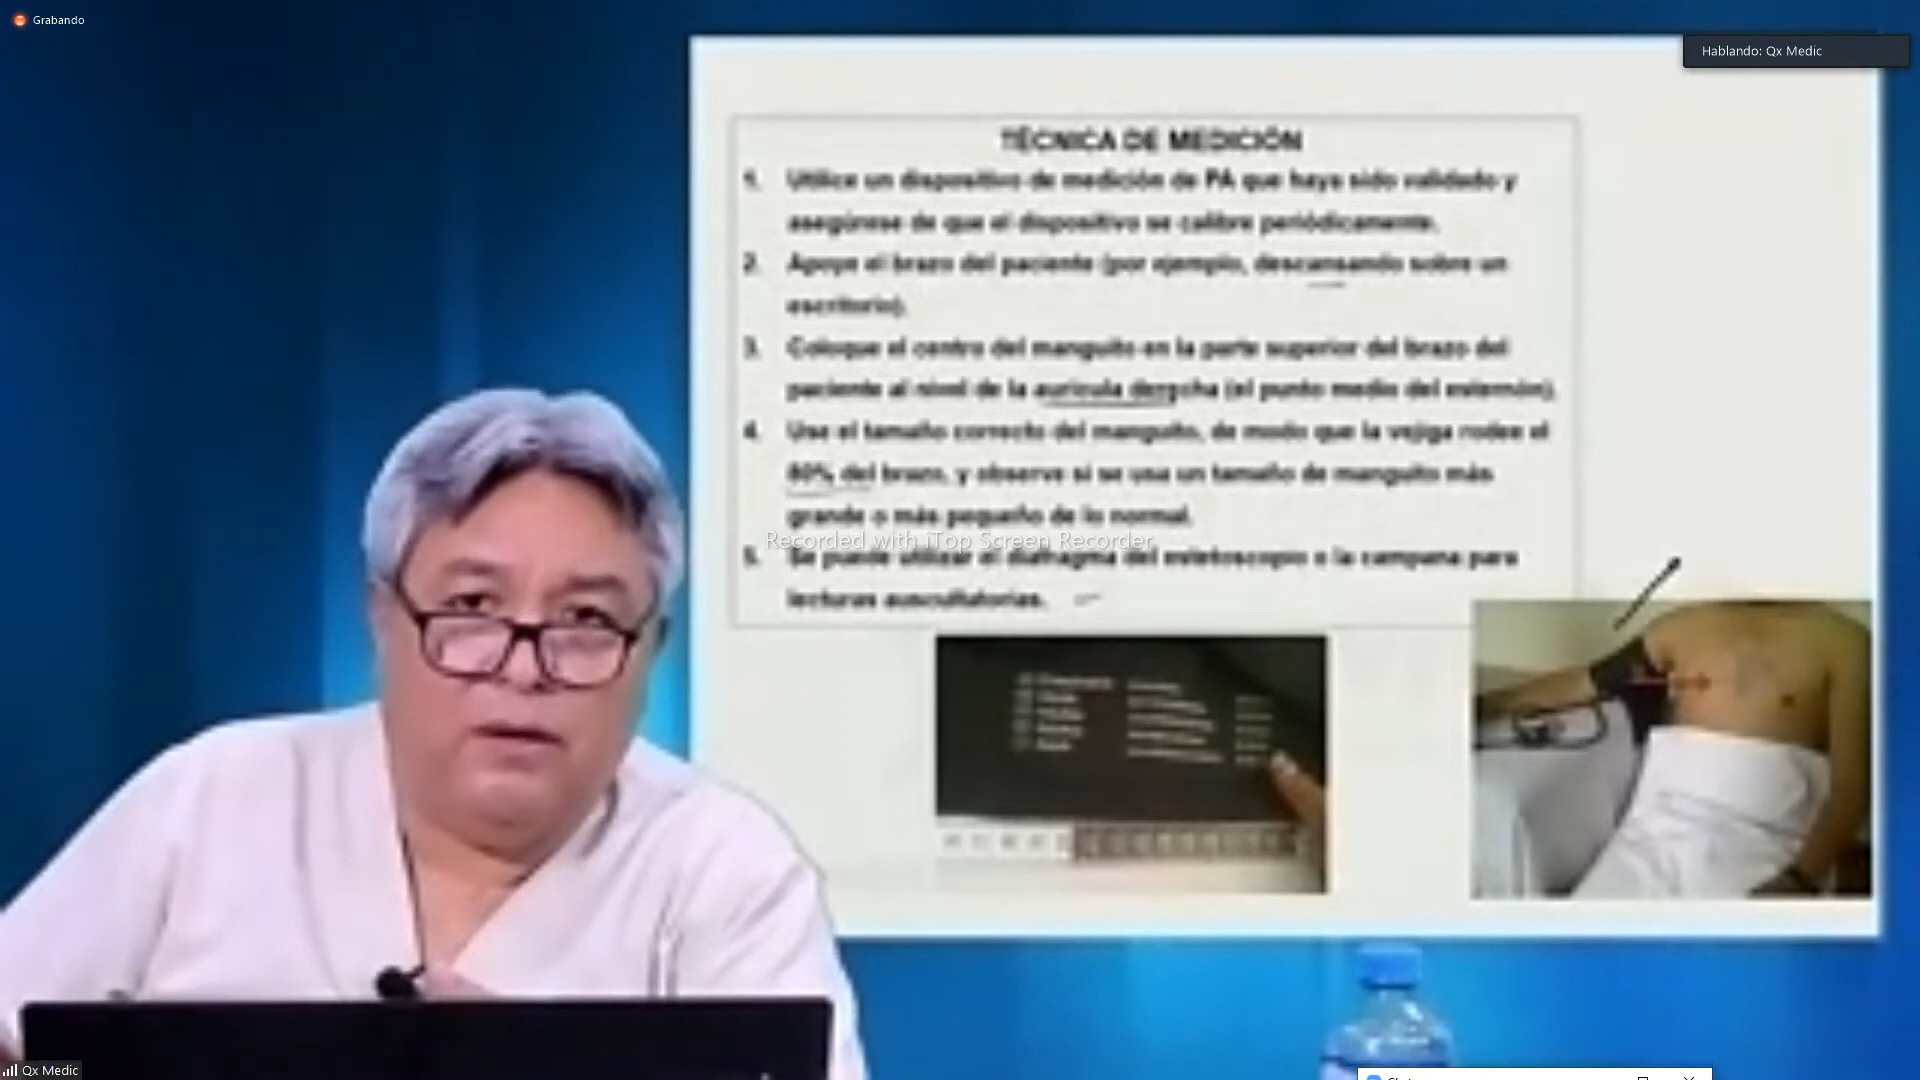 Grabando
Hablando: Qx Medic
TÉCNICA DE MEDICIÓN
1. Utilice un dispositivo de medición de PA que haya sido validado y
asegúrese de que el dispositivo se calibre periódicamente.
2. Apoye el brazo del paciente (por ejemplo, descansando sobre un
escritorio).
3. Coloque el centro del manguito en la parte superior del brazo del
paciente al nivel de la aurícula derecha (el punto medio del esternón).
4. Use el tamaño correcto del manguito, de modo que la vejiga rodee el
80% del brazo, y observe si se usa un tamaño de manguito más
grande o más pequeño de lo normal.
Recorded with iTop Screen Recorder
5. Se puede utilizar el diafragma del estetoscopio o la campana para
lecturas auscultatorias.
Qx Medic